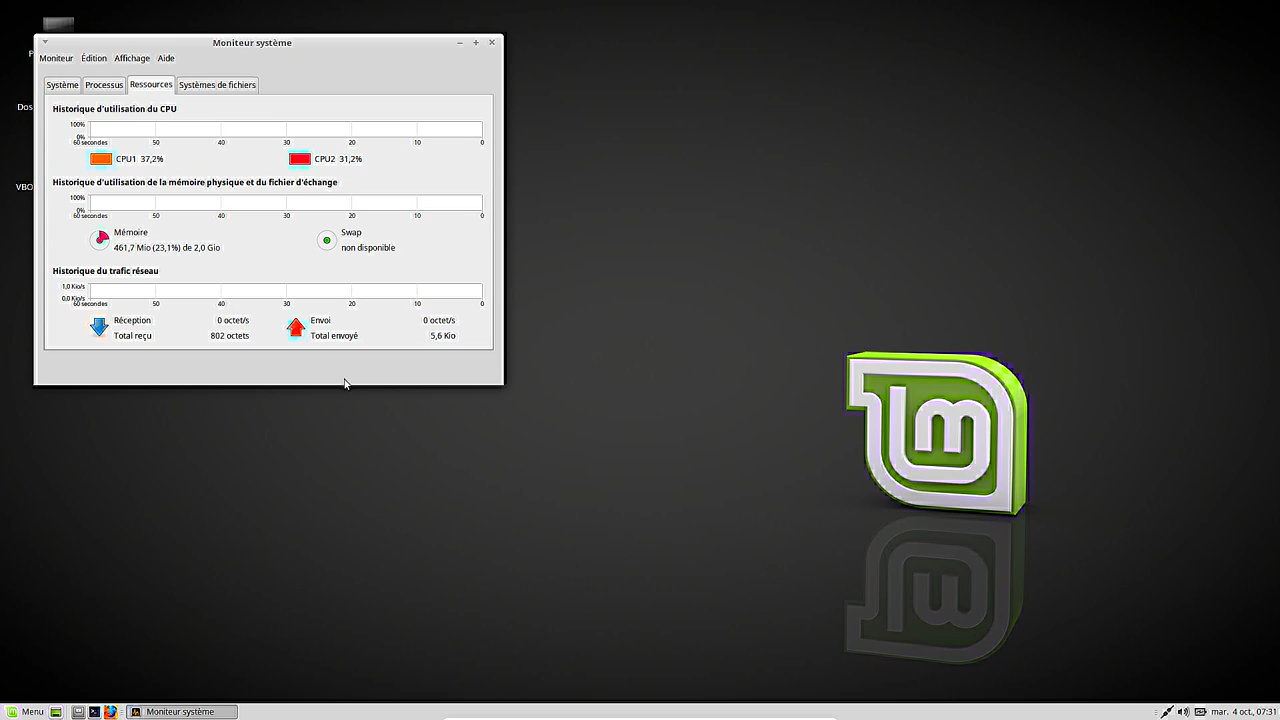 Moniteur système
Moniteur Édition Affichage Aide
Système Processus Ressources Systèmes de fichiers
Historique d'utilisation du CPU
100%
0%
60 secondes 50 40 30 20 10 0
CPU1 37,2% CPU2 31,2%
Historique d'utilisation de la mémoire physique et du fichier d'échange
100%
0%
60 secondes 50 40 30 20 10 0
Mémoire Swap
461,7 Mio (23,1%) de 2,0 Gio non disponible
Historique du trafic réseau
1,0 Kio/s
0,0 Kio/s
60 secondes 50 40 30 20 10 0
Réception 0 octet/s Envoi 0 octet/s
Total reçu 802 octets Total envoyé 5,6 Kio
Dos
VBO
Menu Moniteur système mar. 4 oct., 07:31